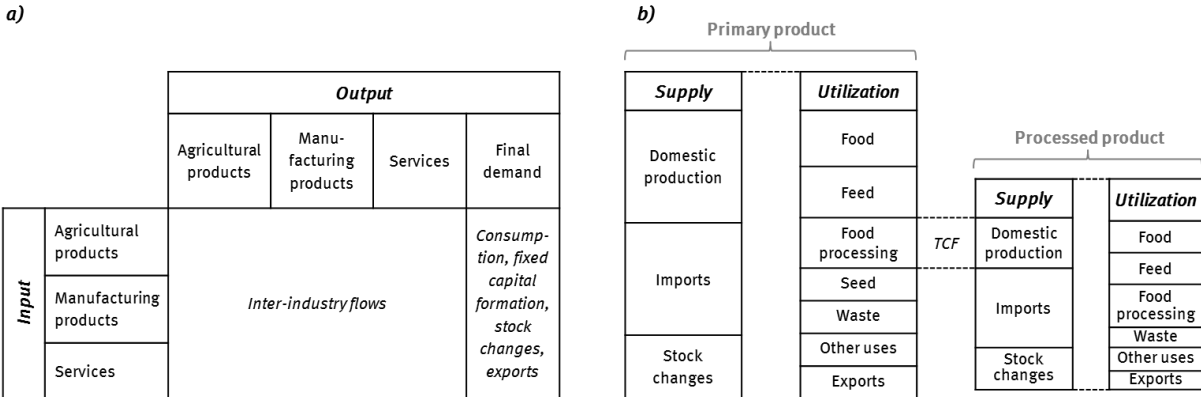 a)
Output
Agricultural
products
Manu-
facturing
products
Services
Final
demand
Input
Agricultural
products
Manufacturing
products
Services
Inter-industry flows
Consump-
tion, fixed
capital
formation,
stock
changes,
exports
b)
Primary product
Supply
Domestic
production
Imports
Stock
changes
Utilization
Food
Feed
Food
processing
Seed
Waste
Other uses
Exports
TCF
Processed product
Supply
Domestic
production
Imports
Stock
changes
Utilization
Food
Feed
Food
processing
Waste
Other uses
Exports